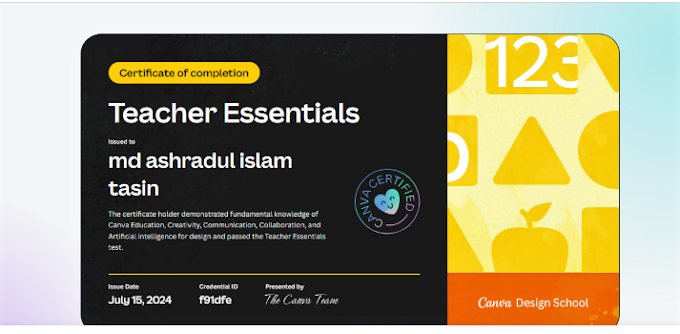 Certificate of completion
Teacher Essentials
Issued to
md ashradul islam
tasin
The certificate holder demonstrated fundamental knowledge of
Canva Education, Creativity, Communication, Collaboration, and
Artificial intelligence for design and passed the Teacher Essentials
test.
CANVA CERTIFIED
Issue Date
July 15, 2024
Credential ID
f91dfe
Presented by
The Canva Team
123
Canva Design School